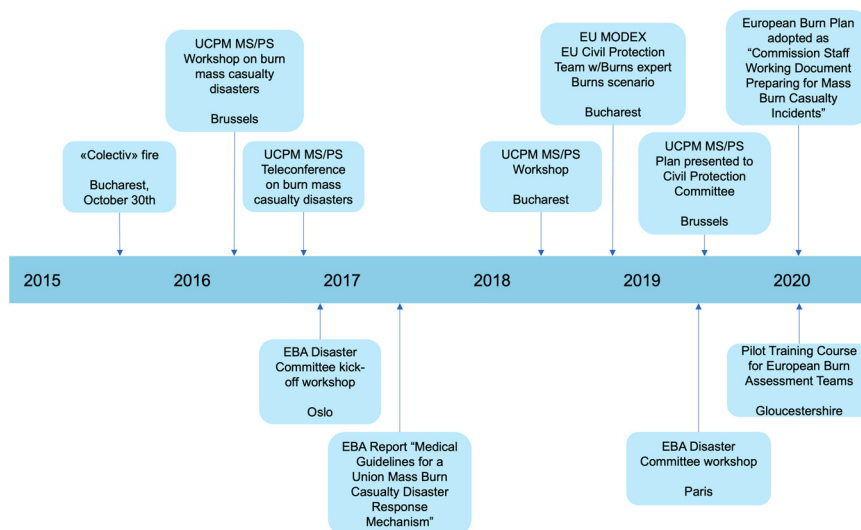 «Colectiv» fire
Bucharest,
October 30th
UCPM MS/PS
Workshop on burn
mass casualty
disasters
Brussels
UCPM MS/PS
Teleconference
on burn mass
casualty disasters
UCPM MS/PS
Workshop
Bucharest
EU MODEX
EU Civil Protection
Team w/Burns expert
Burns scenario
Bucharest
UCPM MS/PS
Plan presented to
Civil Protection
Committee
Brussels
European Burn Plan
adopted as
“Commission Staff
Working Document
Preparing for Mass
Burn Casualty
Incidents”
2015 2016 2017 2018 2019 2020
EBA Disaster
Committee kick-
off workshop
Oslo
EBA Report “Medical
Guidelines for a
Union Mass Burn
Casualty Disaster
Response
Mechanism”
EBA Disaster
Committee workshop
Paris
Pilot Training Course
for European Burn
Assessment Teams
Gloucestershire